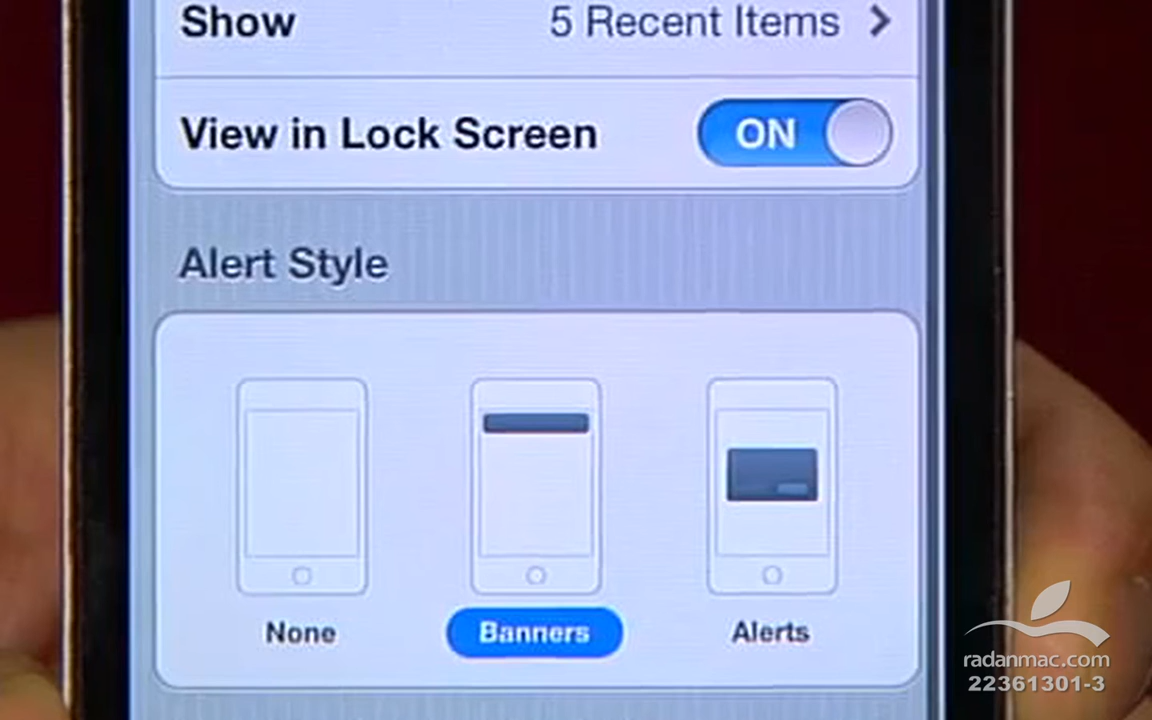 Show 5 Recent Items
View in Lock Screen ON
Alert Style
None Banners Alerts
radanmac.com
22361301-3